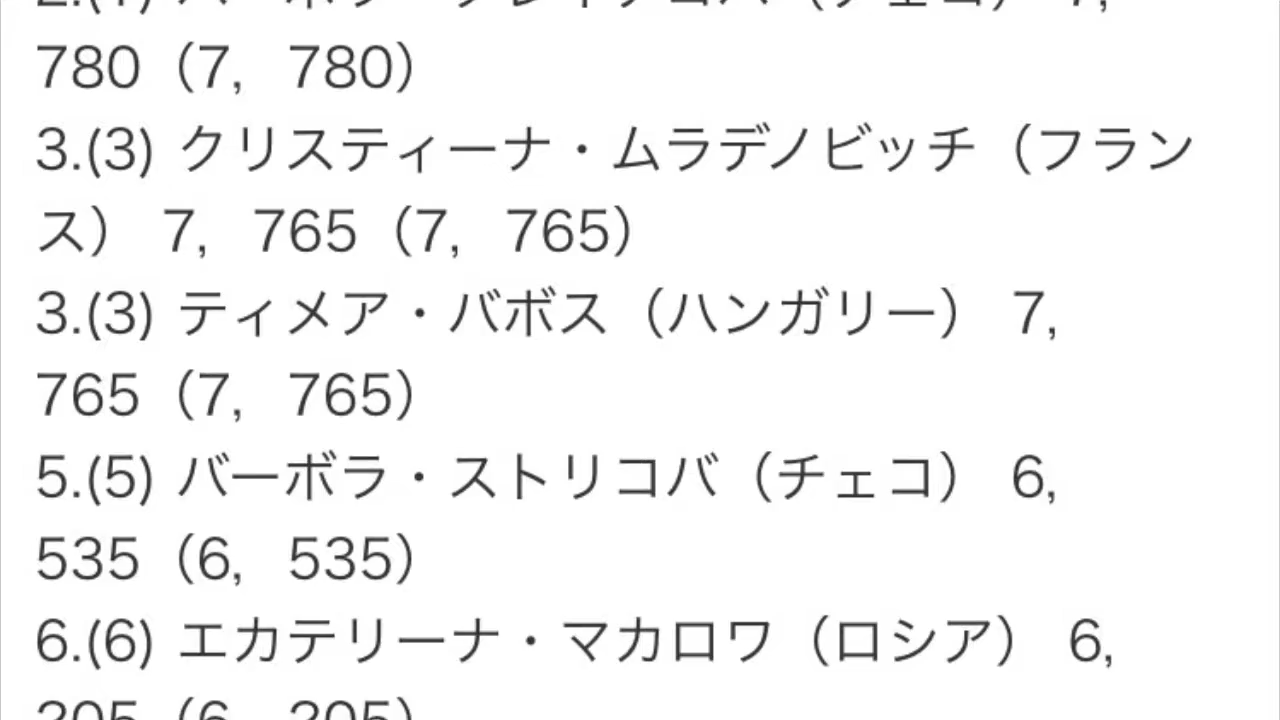 780（7，780）
3.(3) クリスティーナ・ムラデノビッチ（フラン
ス） 7，765（7，765）
3.(3) ティメア・バボス（ハンガリー） 7，
765（7，765）
5.(5) バーボラ・ストリコバ（チェコ） 6，
535（6，535）
6.(6) エカテリーナ・マカロワ（ロシア） 6，